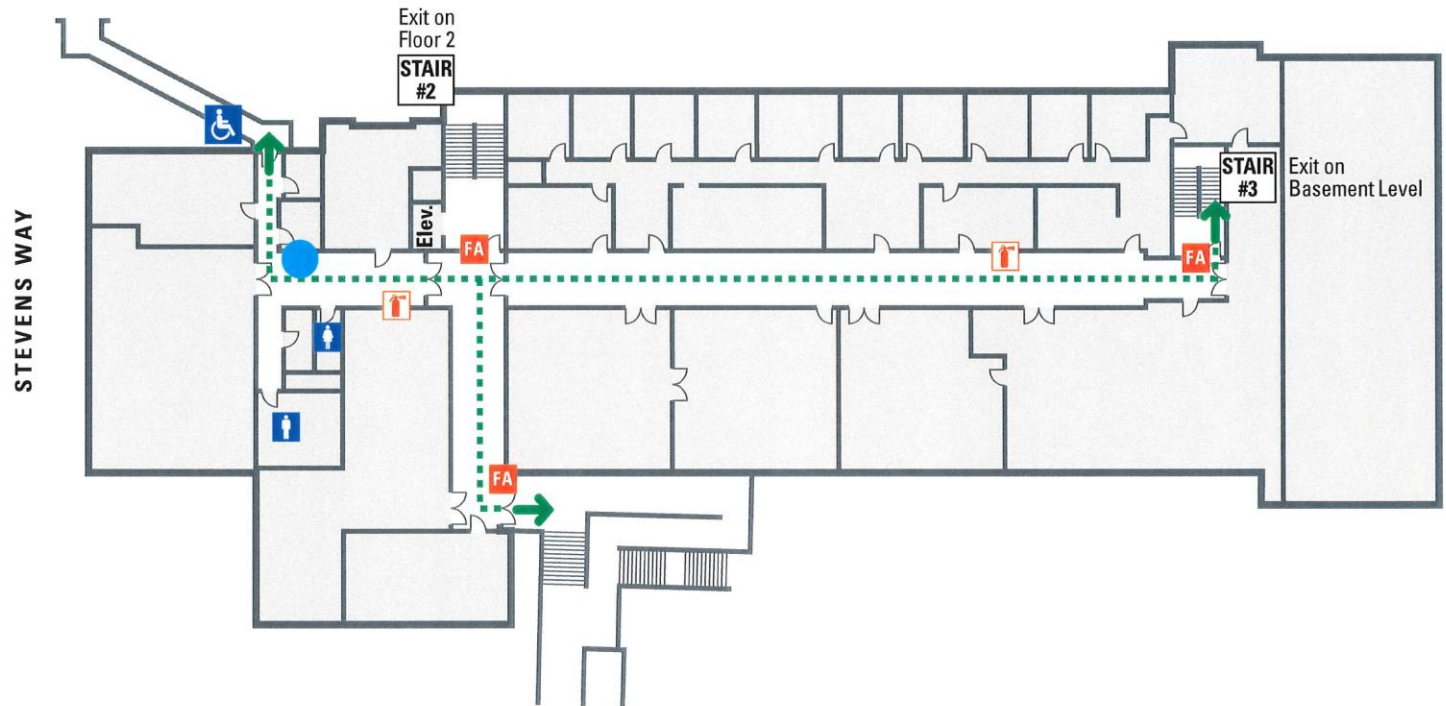 Exit on
Floor 2
STAIR
#2
STAIR
#3
Exit on
Basement Level
STEVENS WAY
Elev.
FA
FA
FA